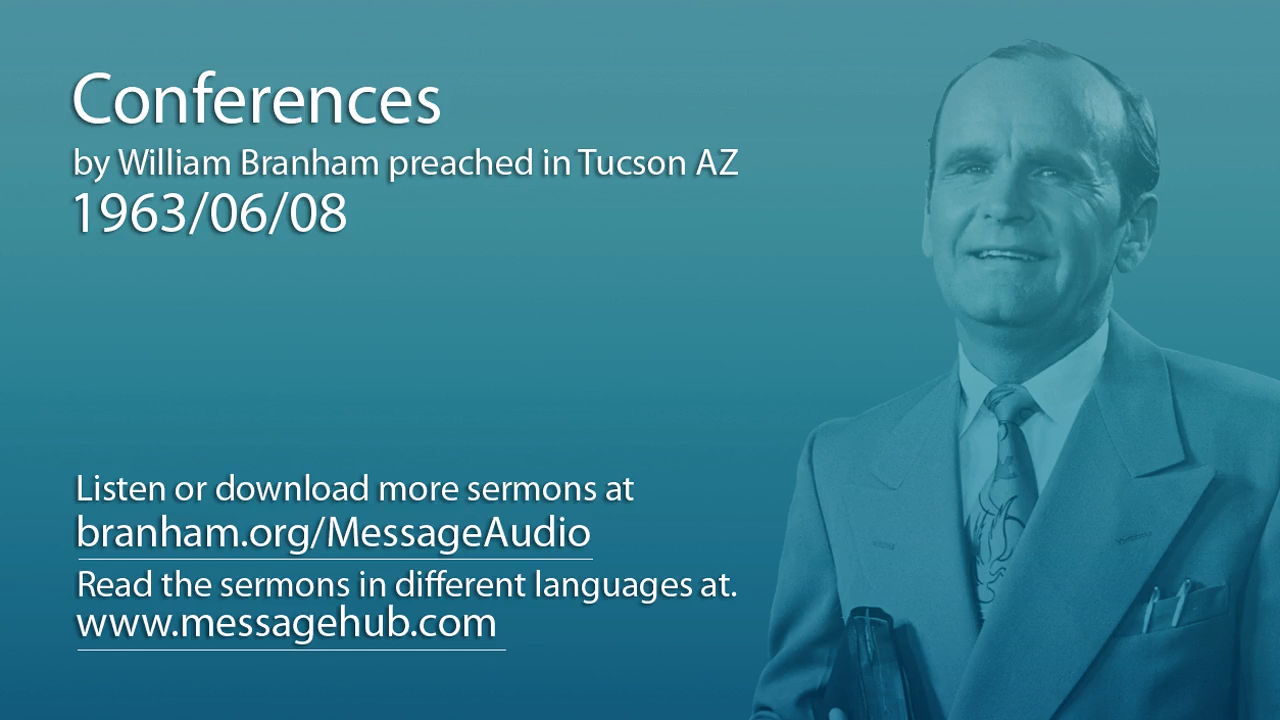 Conferences
by William Branham preached in Tucson AZ
1963/06/08
Listen or download more sermons at
branham.org/MessageAudio
Read the sermons in different languages at.
www.messagehub.com